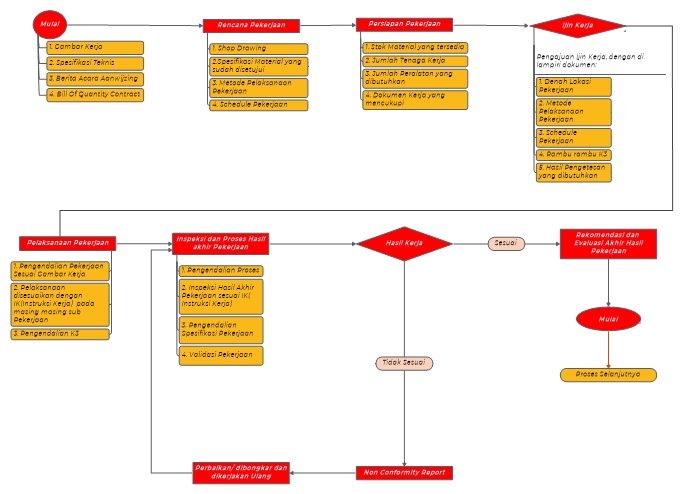 Mulai
1. Gambar Kerja
2. Spesifikasi Teknis
3. Berita Acara Aanwijzing
4. Bill Of Quantity Contract
Rencana Pekerjaan
1. Shop Drawing
2.Spesifikasi Material yang
sudah disetujui
3. Metode Pelaksanaan
Pekerjaan
4. Schedule Pekerjaan
Persiapan Pekerjaan
1. Stok Material yang tersedia
2. Jumlah Tenaga Kerja
3. Jumlah Peralatan yang
dibutuhkan
4. Dokumen Kerja yang
mencukupi
Ijin Kerja
Pengajuan Ijin Kerja, dengan di
lampiri dokumen:
1. Denah Lokasi
Pekerjaan
2. Metode
Pelaksanaan
Pekerjaan
3. Schedule
Pekerjaan
4. Rambu rambu K3
5. Hasil Pengetesan
yang dibutuhkan
Pelaksanaan Pekerjaan
1. Pengendalian Pekerjaan
Sesuai Gambar Kerja
2. Pelaksanaan
disesuaikan dengan
IK(Instruksi Kerja) pada
masing masing sub
Pekerjaan
3. Pengendalian K3
Inspeksi dan Proses Hasil
akhir Pekerjaan
1. Pengendalian Proses
2. Inspeksi Hasil Akhir
Pekerjaan sesuai IK(
Instruksi Kerja)
3. Pengendalian
Spesifikasi Pekerjaan
4. Validasi Pekerjaan
Hasil Kerja
Sesuai
Rekomendasi dan
Evaluasi Akhir Hasil
Pekerjaan
Mulai
Proses Selanjutnya
Tidak Sesuai
Non Conformity Report
Perbaikan/ dibongkar dan
dikerjakan Ulang